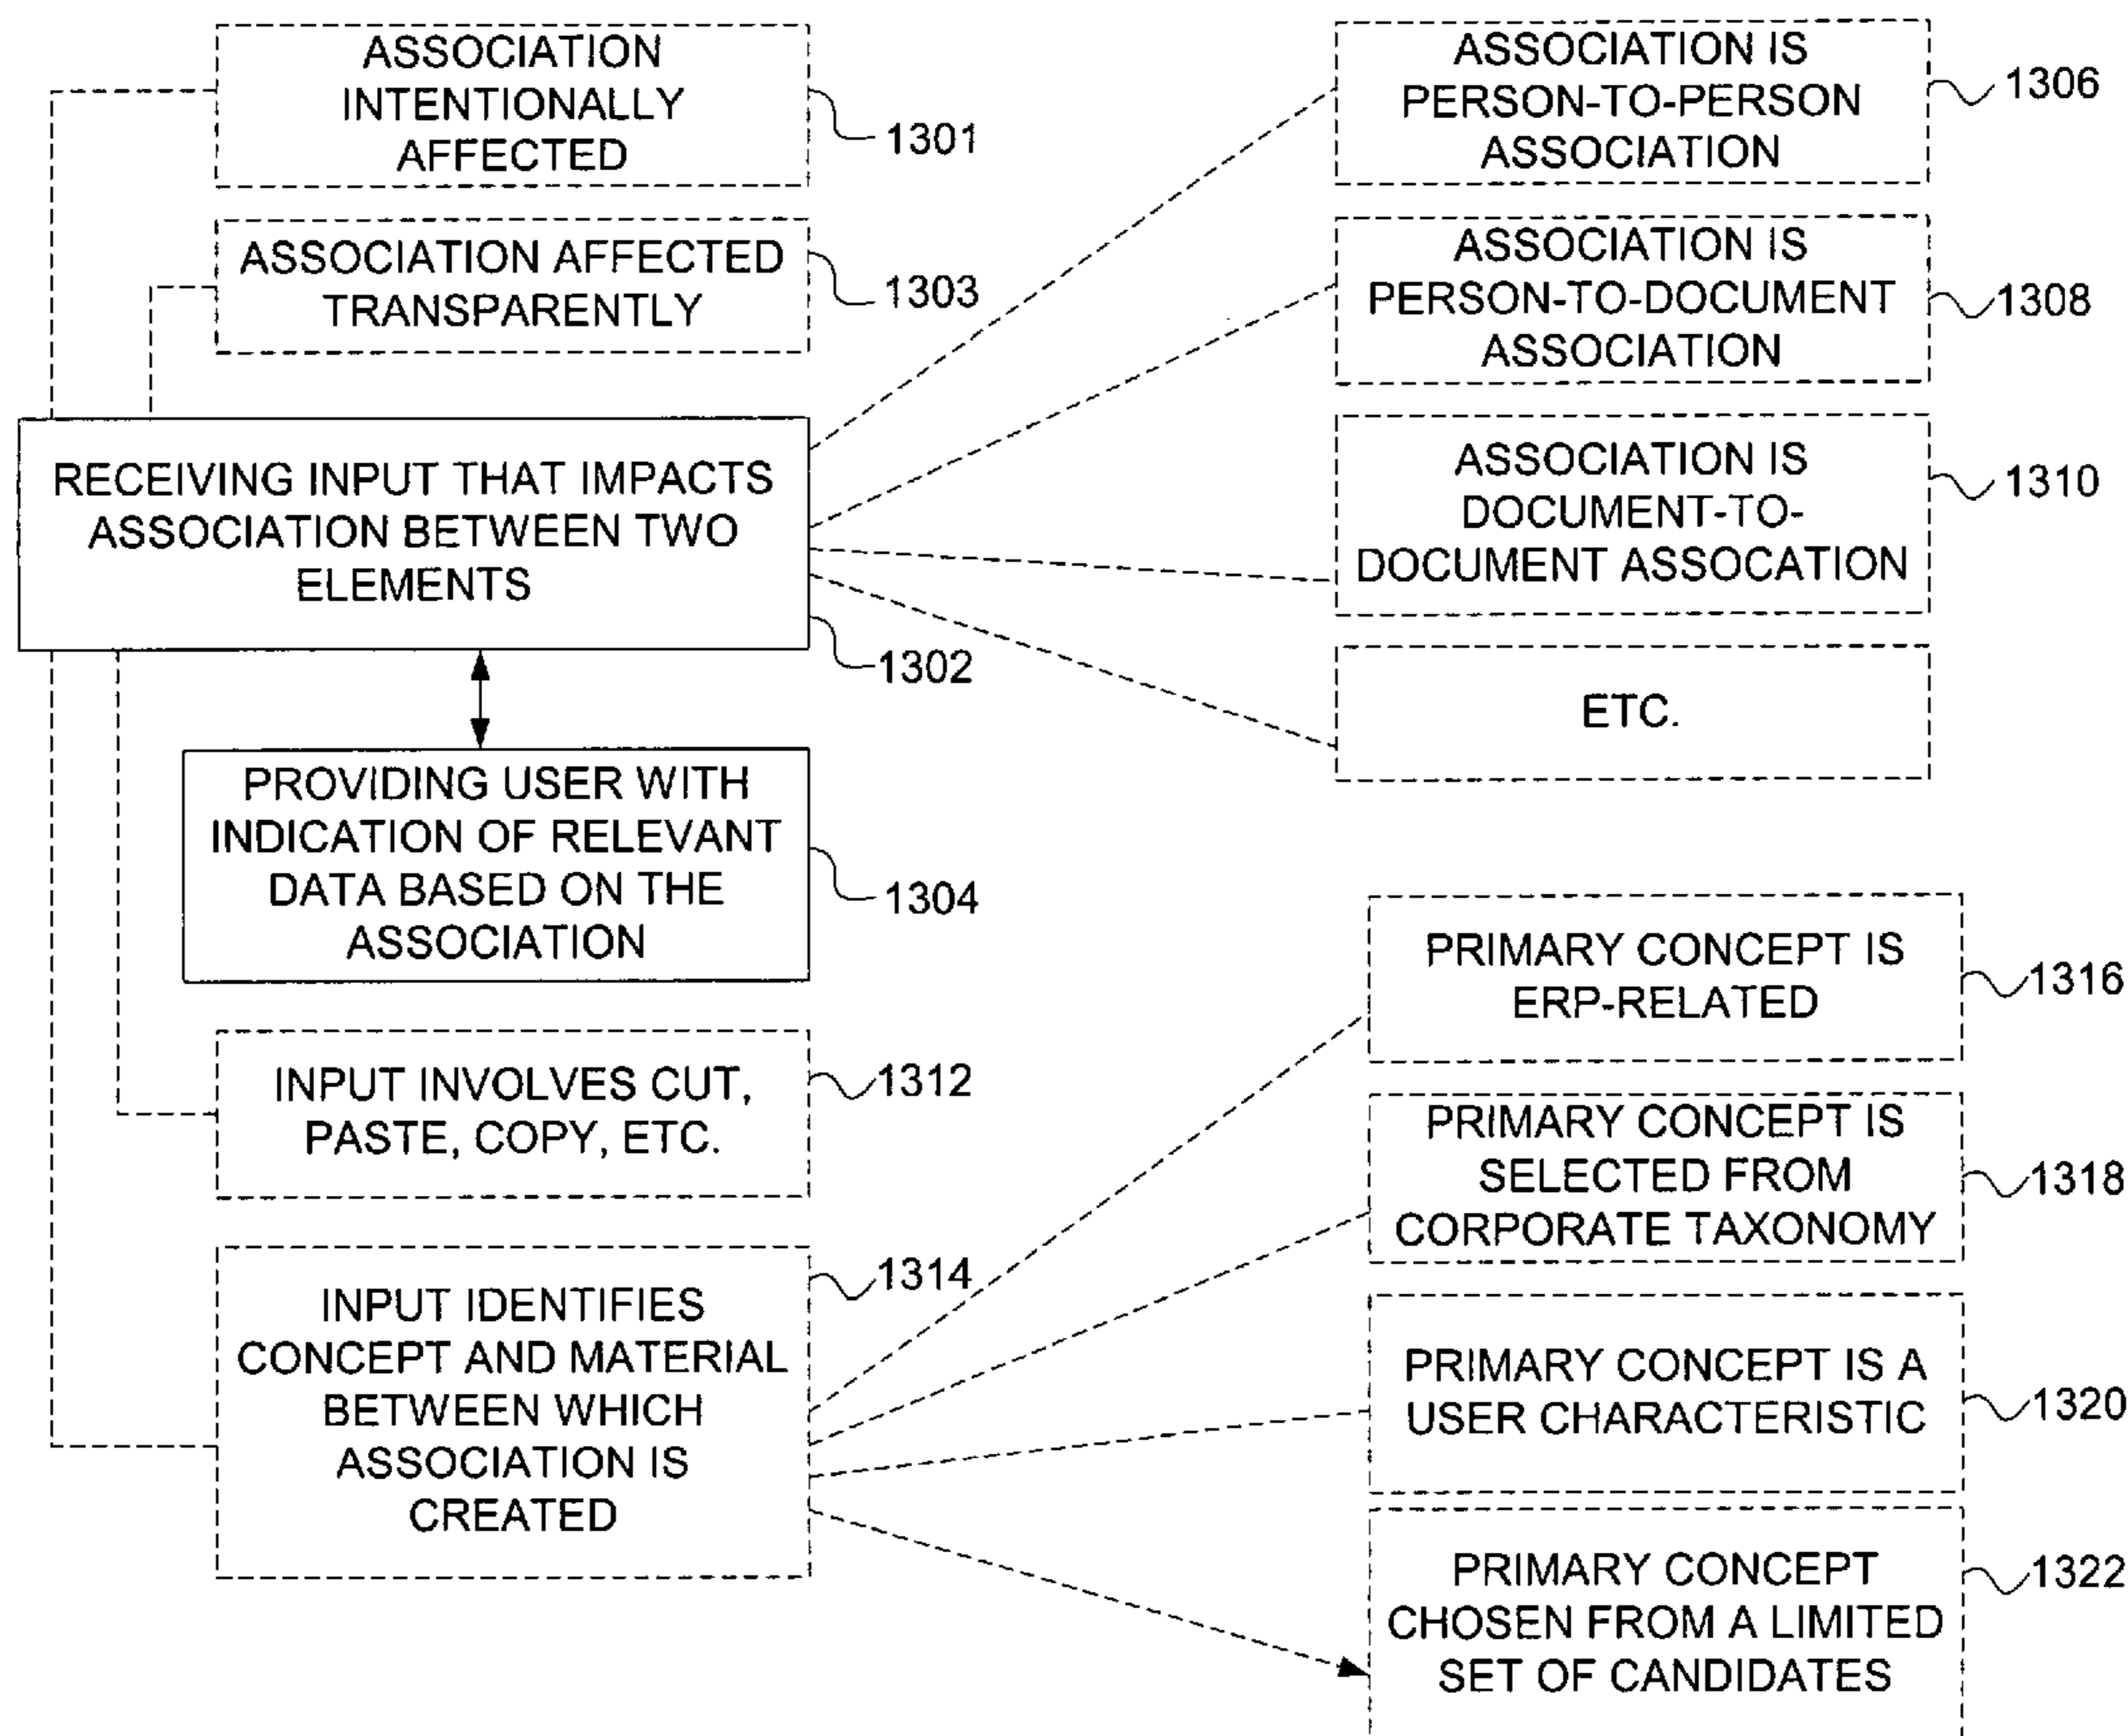 ASSOCIATION
INTENTIONALLY
AFFECTED
1301
ASSOCIATION AFFECTED
TRANSPARENTLY
1303
RECEIVING INPUT THAT IMPACTS
ASSOCIATION BETWEEN TWO
ELEMENTS
1302
PROVIDING USER WITH
INDICATION OF RELEVANT
DATA BASED ON THE
ASSOCIATION
1304
INPUT INVOLVES CUT,
PASTE, COPY, ETC.
1312
INPUT IDENTIFIES
CONCEPT AND MATERIAL
BETWEEN WHICH
ASSOCIATION IS
CREATED
1314
ASSOCIATION IS
PERSON-TO-PERSON
ASSOCIATION
1306
ASSOCIATION IS
PERSON-TO-DOCUMENT
ASSOCIATION
1308
ASSOCIATION IS
DOCUMENT-TO-
DOCUMENT ASSOCATION
1310
ETC.
PRIMARY CONCEPT IS
ERP-RELATED
1316
PRIMARY CONCEPT IS
SELECTED FROM
CORPORATE TAXONOMY
1318
PRIMARY CONCEPT IS A
USER CHARACTERISTIC
1320
PRIMARY CONCEPT
CHOSEN FROM A LIMITED
SET OF CANDIDATES
1322